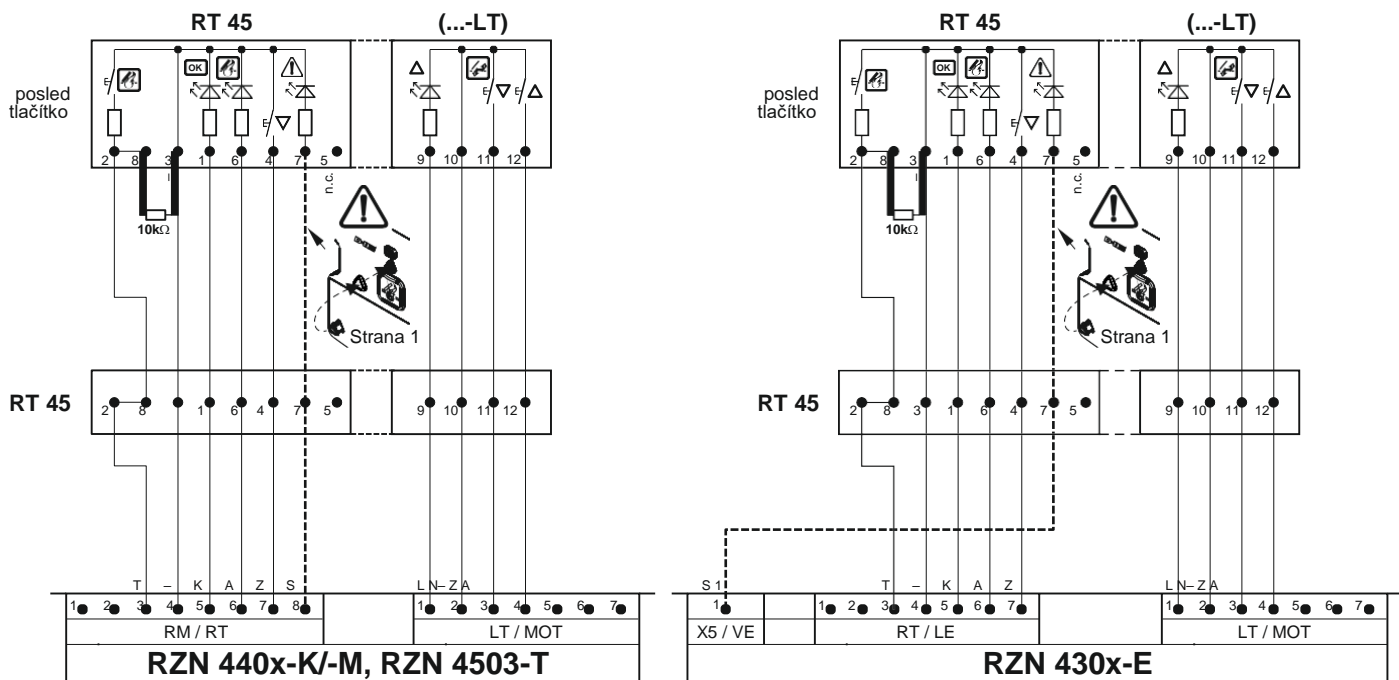 RT 45 (...-LT) RT 45 (...-LT)
OK OK
posled
tlačítko
posled
tlačítko
2 8 3 1 6 4 7 5 9 10 11 12
2 8 3 1 6 4 7 5 9 10 11 12
– n.c. – n.c.
10kΩ 10kΩ
Strana 1 Strana 1
RT 45 2 8 1 6 4 7 5 9 10 11 12
RT 45 2 8 3 1 6 4 7 5 9 10 11 12
T – K A Z S L N – Z A
S 1 T – K A Z L N – Z A
1 2 3 4 5 6 7 8 1 2 3 4 5 6 7
1 1 2 3 4 5 6 7 1 2 3 4 5 6 7
RM / RT LT / MOT X5 / VE RT / LE LT / MOT
RZN 440x-K/-M, RZN 4503-T RZN 430x-E